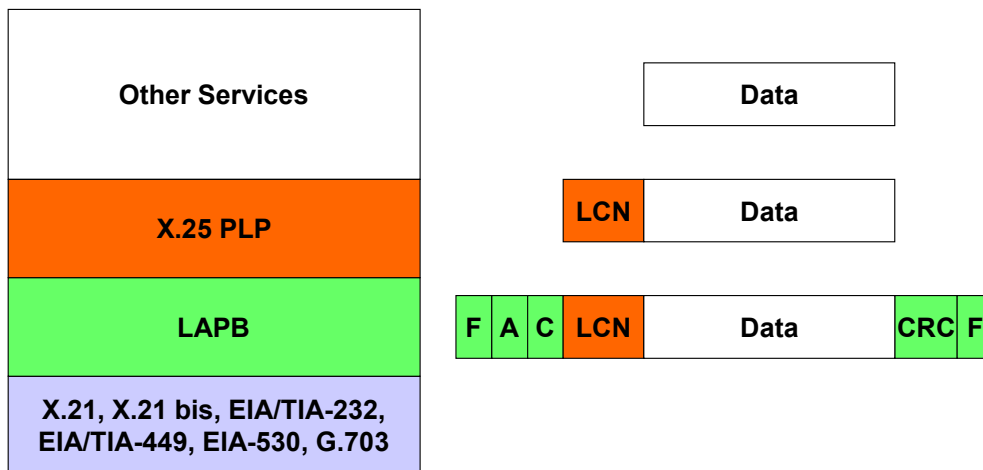 Other Services
Data
X.25 PLP
LCN Data
LAPB
F A C LCN Data CRC F
X.21, X.21 bis, EIA/TIA-232,
EIA/TIA-449, EIA-530, G.703